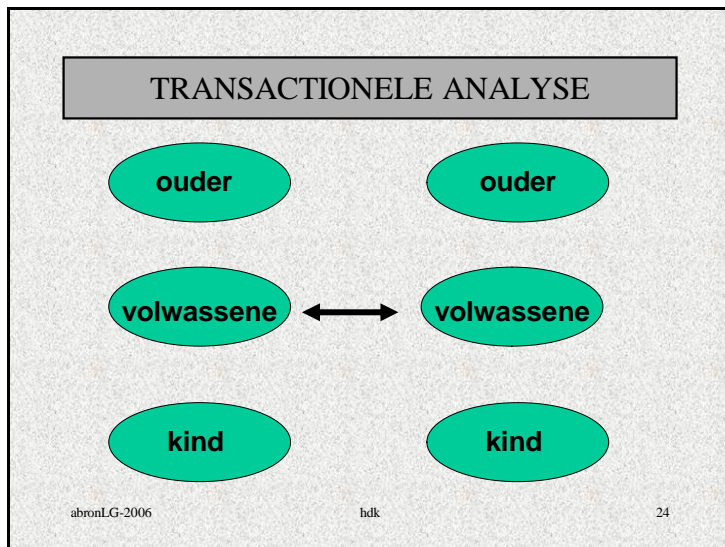 TRANSACTIONELE ANALYSE
ouder ouder
volwassene volwassene
kind kind
abronLG-2006 hdk 24